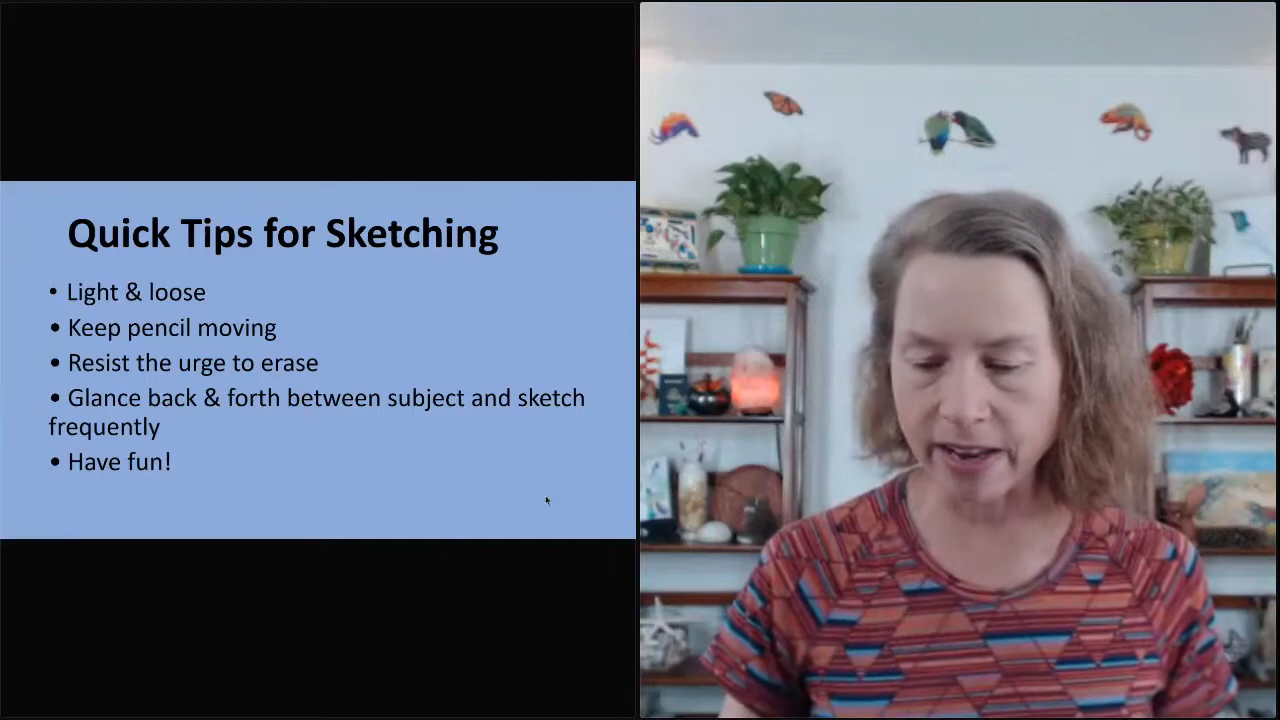 Quick Tips for Sketching
• Light & loose
• Keep pencil moving
• Resist the urge to erase
• Glance back & forth between subject and sketch
frequently
• Have fun!